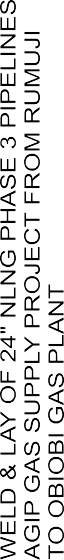 WELD & LAY OF 24" NLNG PHASE 3 PIPELINES
AGIP GAS SUPPLY PROJECT FROM RUMUJI
TO OBIOBI GAS PLANT